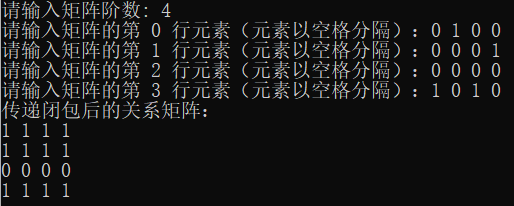 请输入矩阵阶数: 4
请输入矩阵的第 0 行元素（元素以空格分隔）：0 1 0 0
请输入矩阵的第 1 行元素（元素以空格分隔）：0 0 0 1
请输入矩阵的第 2 行元素（元素以空格分隔）：0 0 0 0
请输入矩阵的第 3 行元素（元素以空格分隔）：1 0 1 0
传递闭包后的关系矩阵：
1 1 1 1
1 1 1 1
0 0 0 0
1 1 1 1